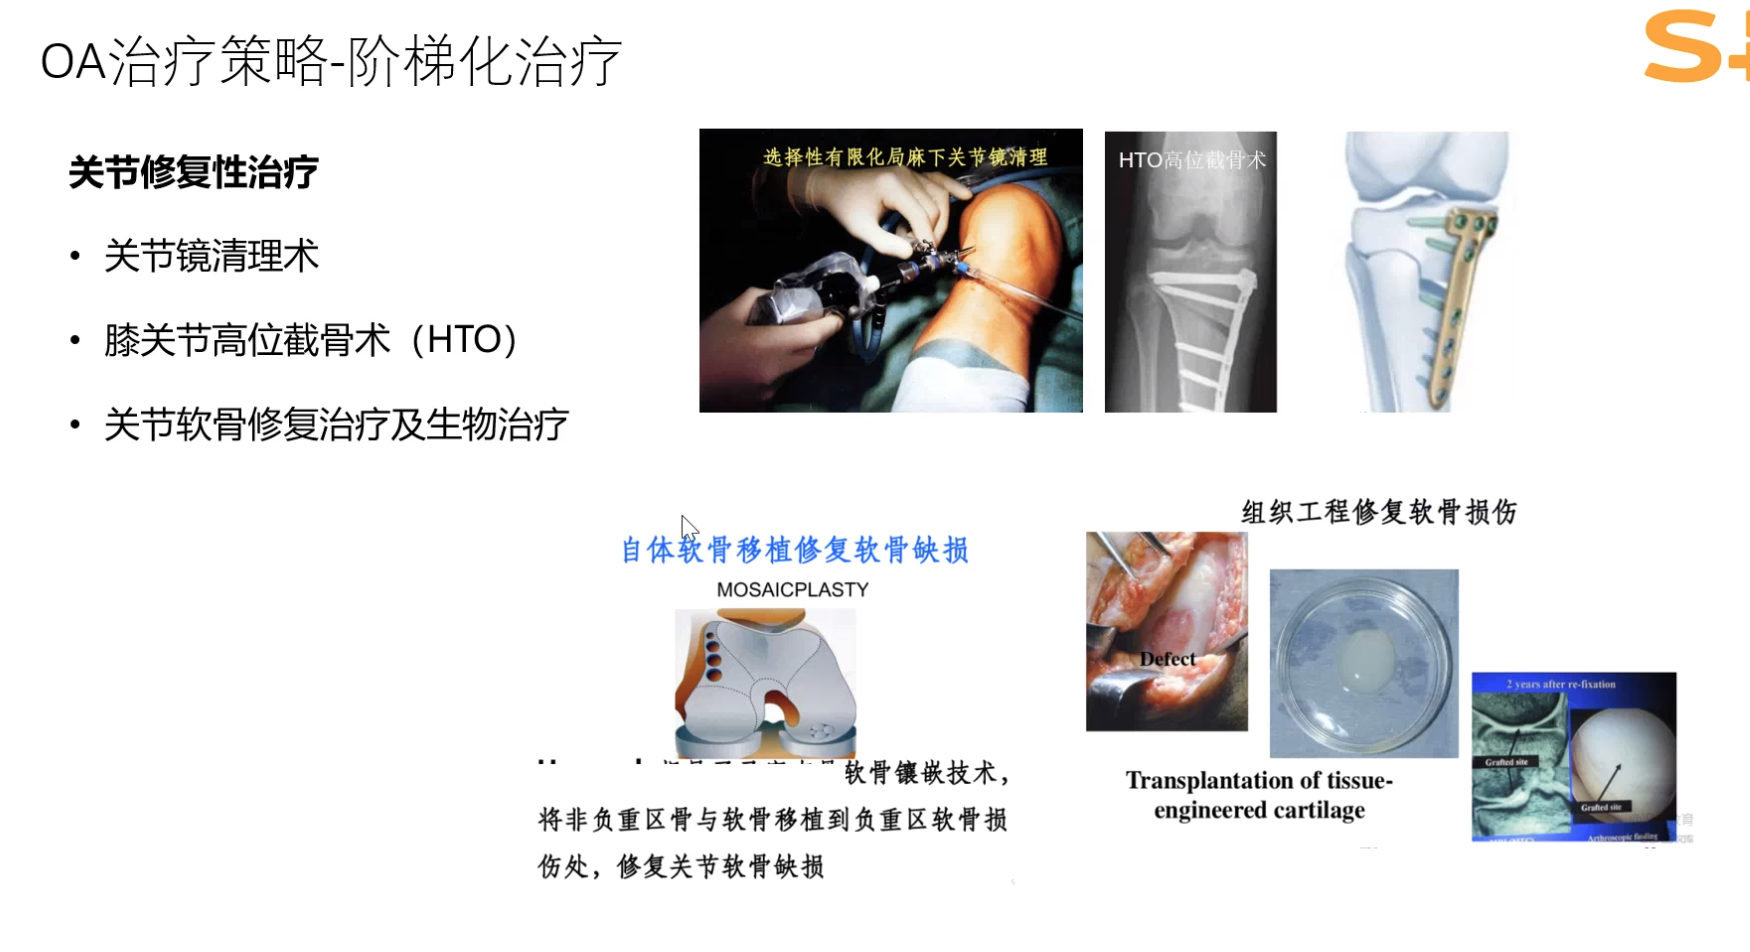 OA治疗策略-阶梯化治疗
关节修复性治疗
• 关节镜清理术
• 膝关节高位截骨术（HTO）
• 关节软骨修复治疗及生物治疗
选择性有限化局麻下关节镜清理
HTO高位截骨术
自体软骨移植修复软骨缺损
MOSAICPLASTY
软骨镶嵌技术，
将非负重区骨与软骨移植到负重区软骨损
伤处，修复关节软骨缺损
组织工程修复软骨损伤
Defect
Transplantation of tissue-
engineered cartilage
2 years after re-fixation
Grafted site
Grafted site
Arthroscopic finding